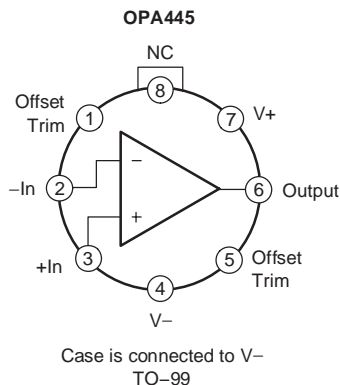 OPA445
NC
8
Offset
Trim
1
7
V+
−In
2
−
+
6
Output
+In
3
5
Offset
Trim
4
V−
Case is connected to V−
TO−99